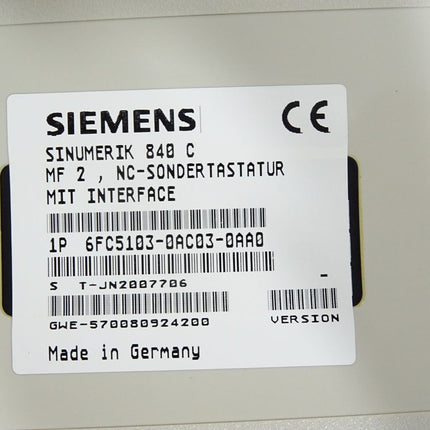 SIEMENS CE
SINUMERIK 840 C
MF 2 , NC-SONDERTASTATUR
MIT INTERFACE
1P 6FC5103-0AC03-0AA0
S T-JN2007706 -
GWE-570080924200 VERSION
Made in Germany